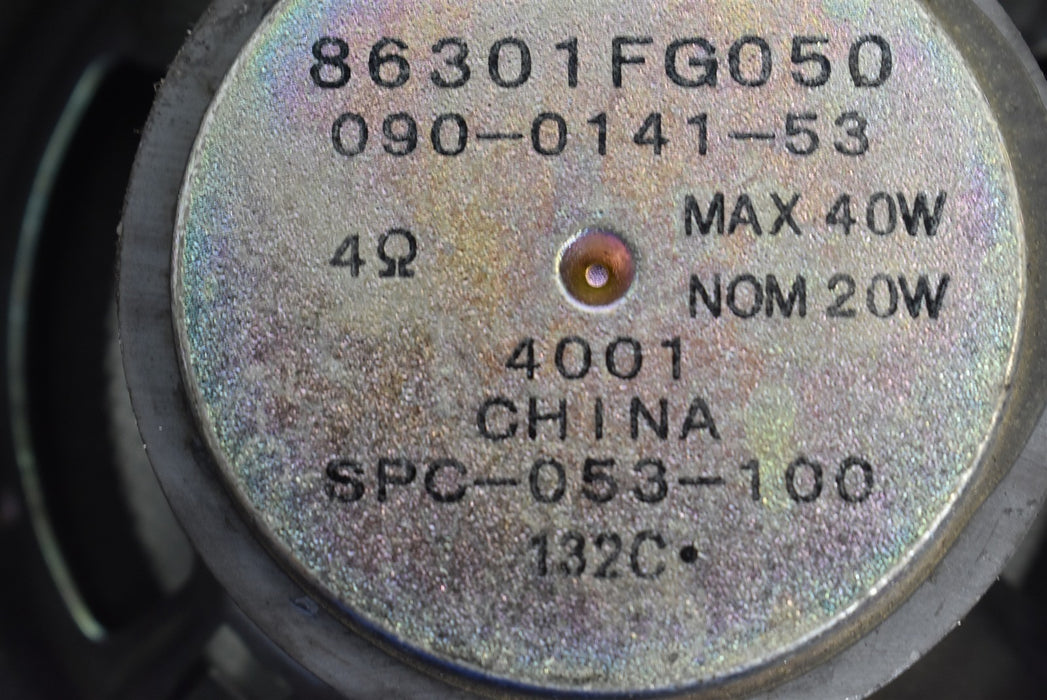 86301FG050
090-0141-53
4Ω
MAX 40W
NOM 20W
4001
CHINA
SPC-053-100
132C•